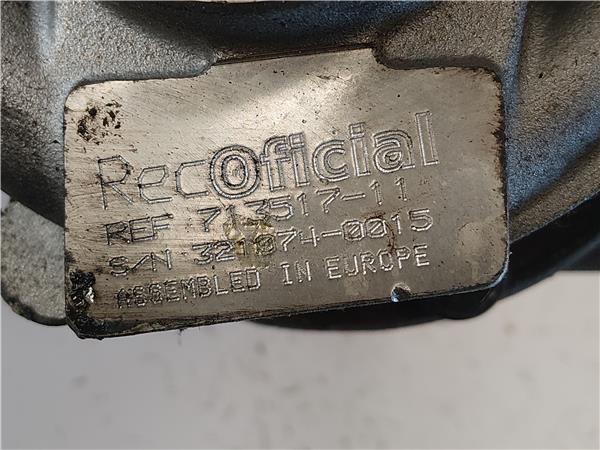 RecOficial
REF 713517-11
S/N 321074-0015
ASSEMBLED IN EUROPE